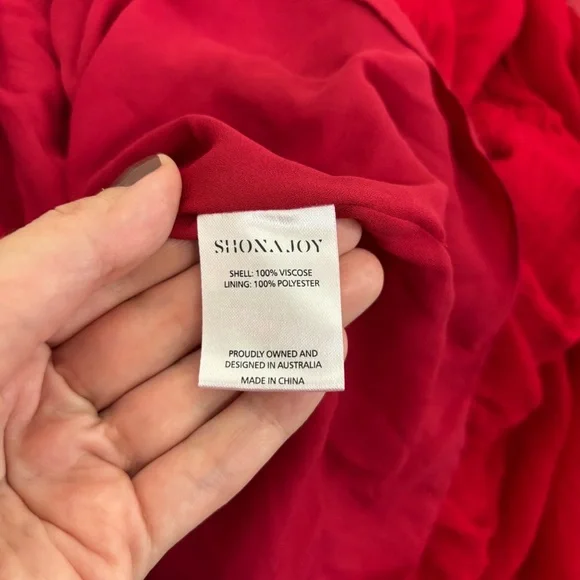 SHONA JOY
SHELL: 100% VISCOSE
LINING: 100% POLYESTER
PROUDLY OWNED AND
DESIGNED IN AUSTRALIA
MADE IN CHINA